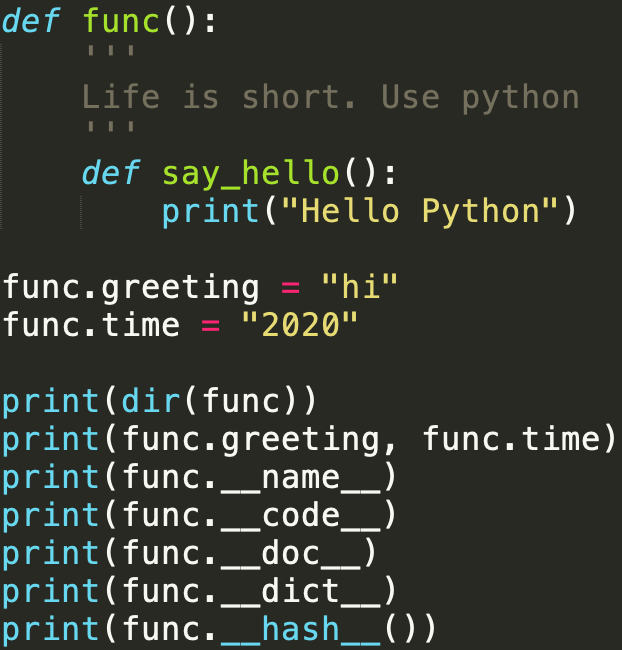 def func():
    '''
    Life is short. Use python
    '''
    def say_hello():
        print("Hello Python")

func.greeting = "hi"
func.time = "2020"

print(dir(func))
print(func.greeting, func.time)
print(func.__name__)
print(func.__code__)
print(func.__doc__)
print(func.__dict__)
print(func.__hash__())